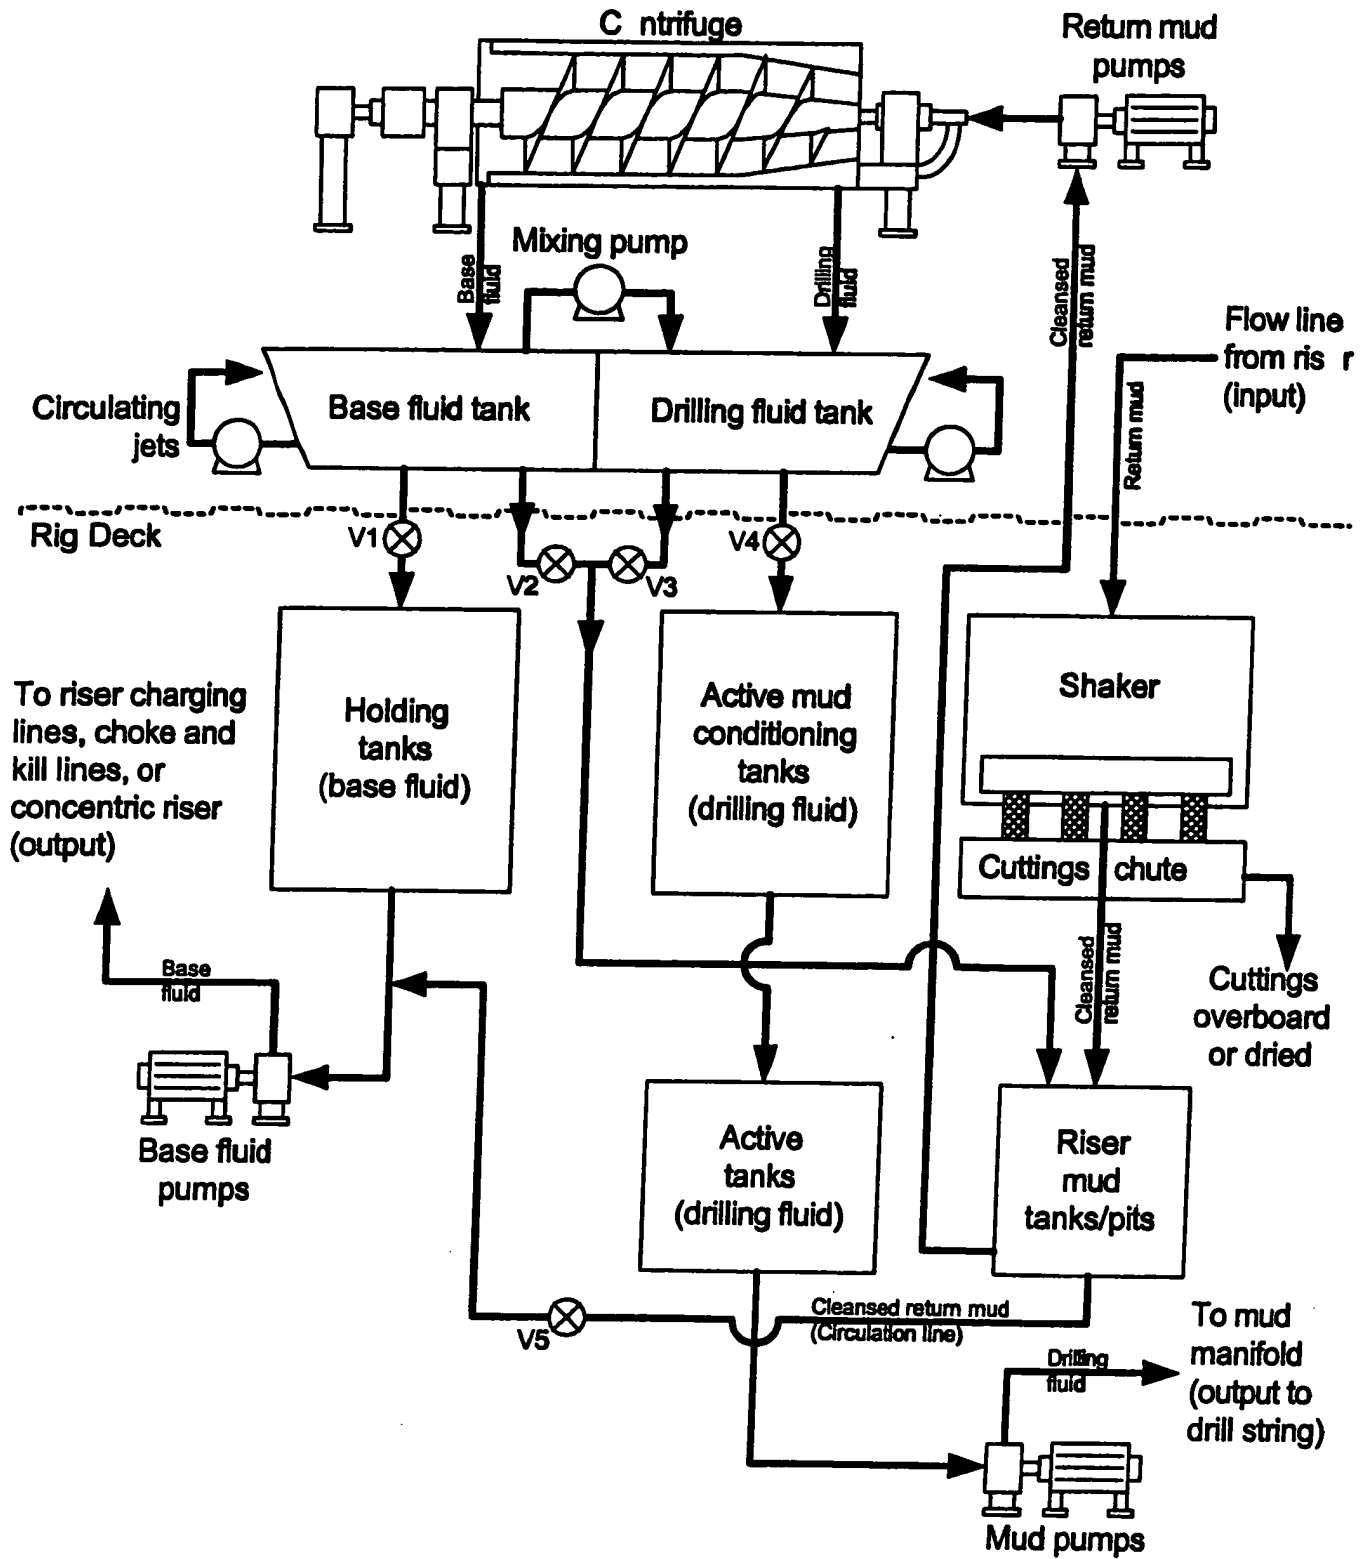 C ntrifuge
Return mud
pumps
Mixing pump
Base
fluid
Drilling
fluid
Cleansed
return mud
Flow line
from ris r
(input)
Return mud
Circulating
jets
Base fluid tank
Drilling fluid tank
Rig Deck
V1
V2
V3
V4
To riser charging
lines, choke and
kill lines, or
concentric riser
(output)
Holding
tanks
(base fluid)
Active mud
conditioning
tanks
(drilling fluid)
Shaker
Cuttings chute
Cleansed
return mud
Cuttings
overboard
or dried
Base
fluid
Base fluid
pumps
Active
tanks
(drilling fluid)
Riser
mud
tanks/pits
V5
Cleansed return mud
(Circulation line)
Drilling
fluid
To mud
manifold
(output to
drill string)
Mud pumps